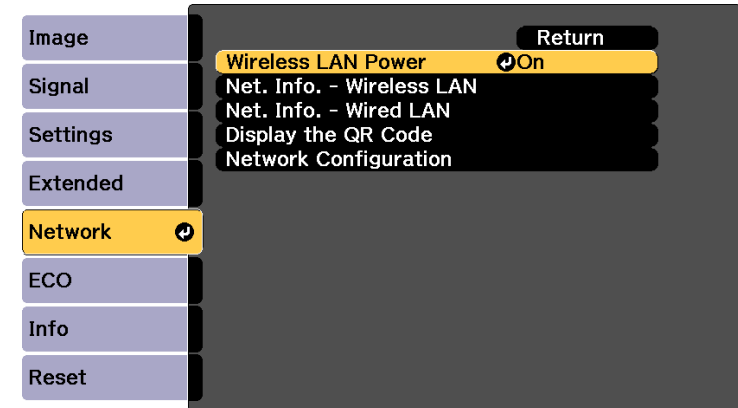 Image
Signal
Settings
Extended
Network
ECO
Info
Reset
Return
Wireless LAN Power On
Net. Info. - Wireless LAN
Net. Info. - Wired LAN
Display the QR Code
Network Configuration